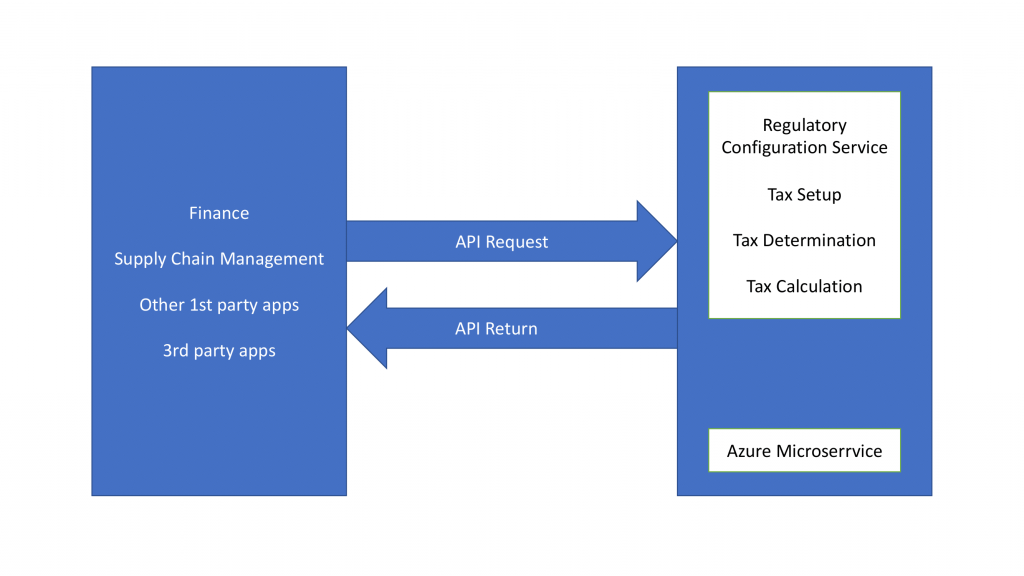 Finance
Supply Chain Management
Other 1st party apps
3rd party apps
API Request
API Return
Regulatory
Configuration Service
Tax Setup
Tax Determination
Tax Calculation
Azure Microserrvice